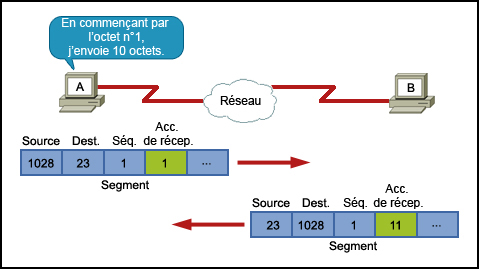 En commençant par
l'octet n°1,
j'envoie 10 octets.
A
Réseau
B
Source Dest. Séq. Acc. de récep.
1028 23 1 1 ...
Segment
Source Dest. Séq. Acc. de récep.
23 1028 1 11 ...
Segment